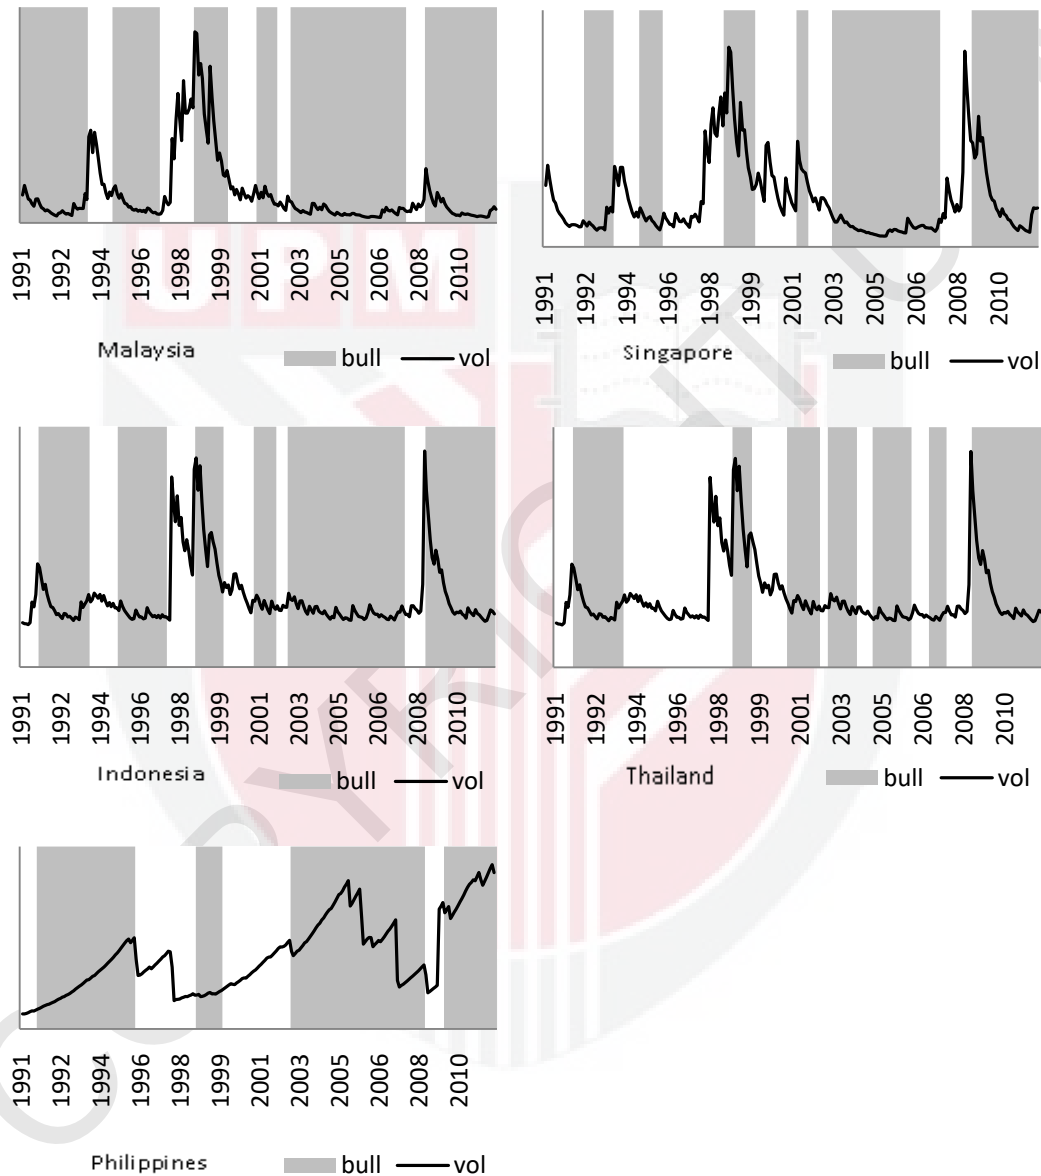 1991 1992 1994 1996 1998 1999 2001 2003 2005 2006 2008 2010
Malaysia bull vol
1991 1992 1994 1996 1998 1999 2001 2003 2005 2006 2008 2010
Singapore bull vol
1991 1992 1994 1996 1998 1999 2001 2003 2005 2006 2008 2010
Indonesia bull vol
1991 1992 1994 1996 1998 1999 2001 2003 2005 2006 2008 2010
Thailand bull vol
1991 1992 1994 1996 1998 1999 2001 2003 2005 2006 2008 2010
Philippines bull vol
UPM
COPYRIGHT U